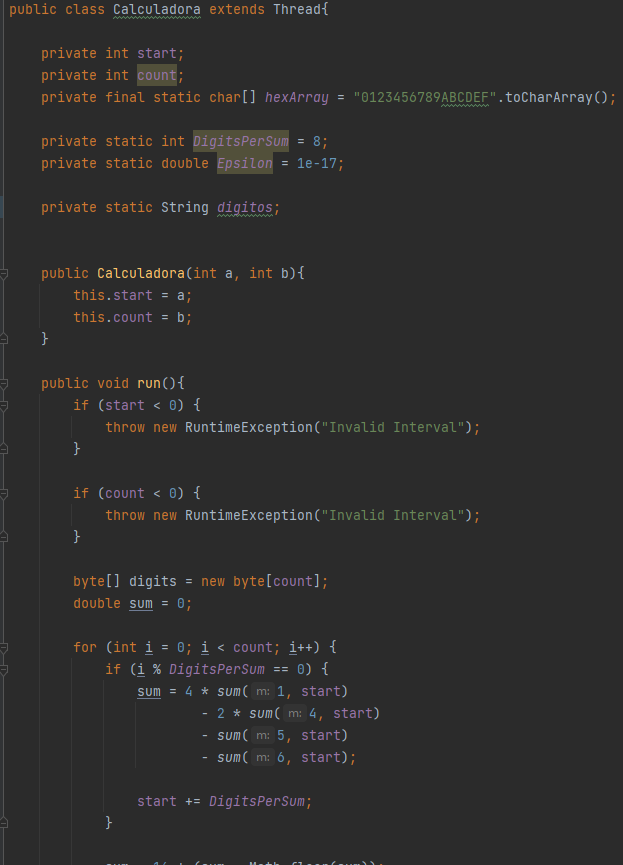 public class Calculadora extends Thread{
private int start;
private int count;
private final static char[] hexArray = "0123456789ABCDEF".toCharArray();
private static int DigitsPerSum = 8;
private static double Epsilon = 1e-17;
private static String digitos;
public Calculadora(int a, int b){
this.start = a;
this.count = b;
}
public void run(){
if (start < 0) {
throw new RuntimeException("Invalid Interval");
}
if (count < 0) {
throw new RuntimeException("Invalid Interval");
}
byte[] digits = new byte[count];
double sum = 0;
for (int i = 0; i < count; i++) {
if (i % DigitsPerSum == 0) {
sum = 4 * sum( m: 1, start)
- 2 * sum( m: 4, start)
- sum( m: 5, start)
- sum( m: 6, start);
start += DigitsPerSum;
}